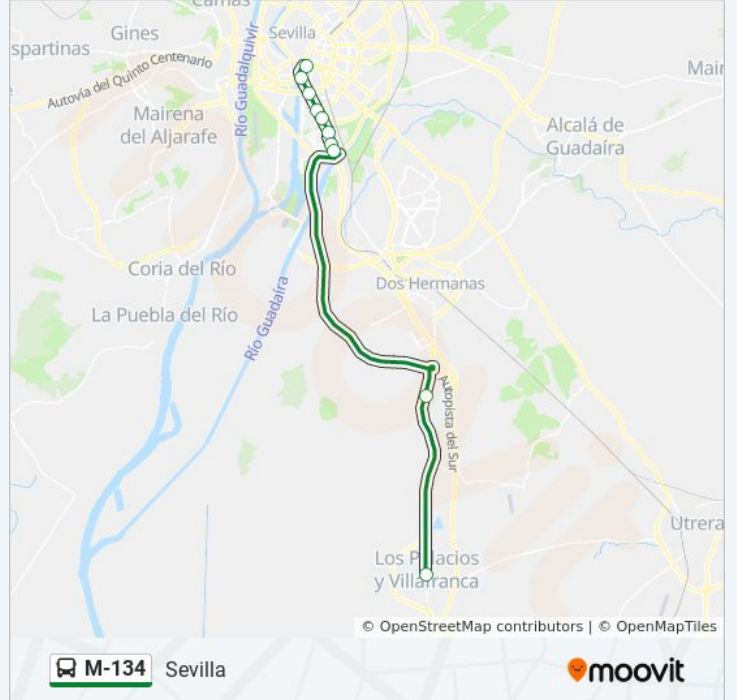 Camas
Gines
Sevilla
spartinas
Autovía del Quinto Centenario
Río Guadalquivir
Mair
Mairena
del Aljarafe
Alcalá de
Guadaíra
Coria del Río
Dos Hermanas
La Puebla del Río
Río Guadaíra
Autopista del Sur
Utrera
Los Palacios
y Villafranca
© OpenStreetMap contributors | © OpenMapTiles
M-134 Sevilla
moovit